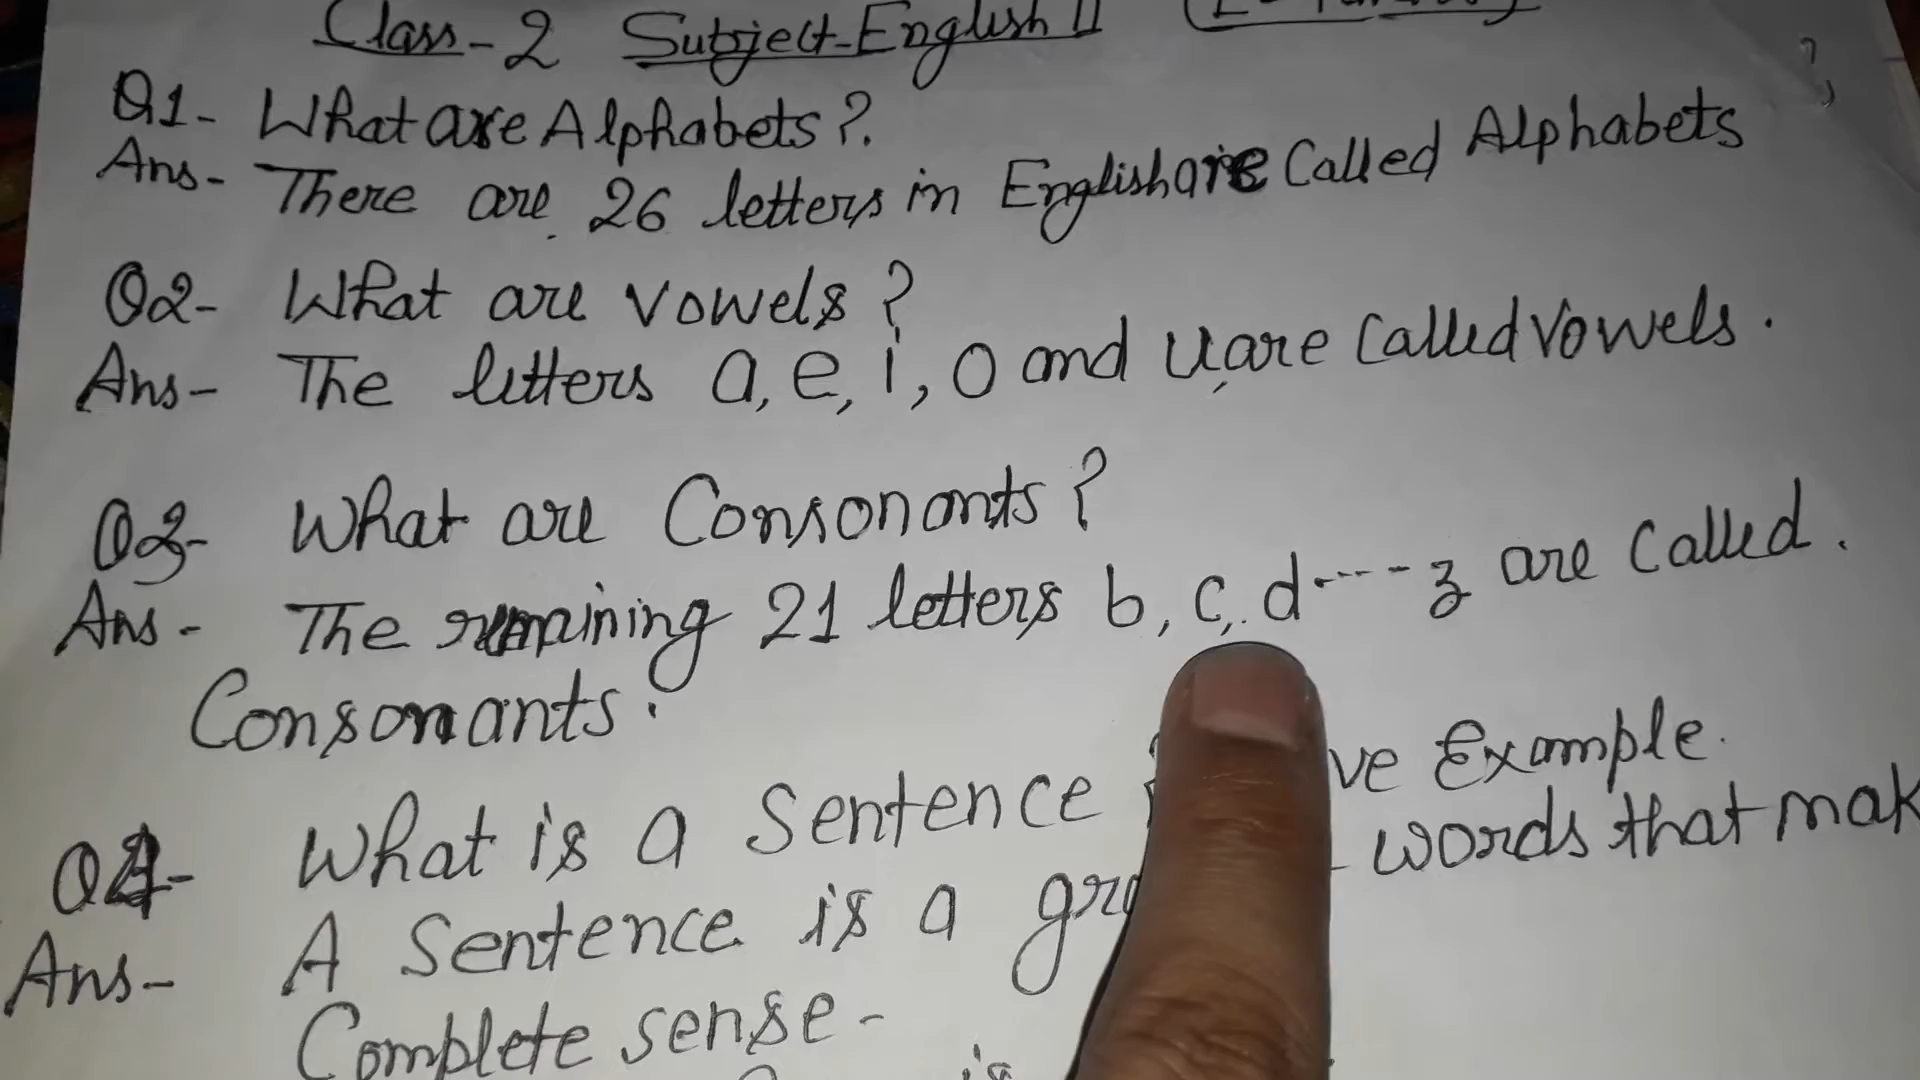 Class-2 Subject-English II
Q1- What are Alphabets?.
Ans- There are 26 letters in English are Called Alphabets
Q2- What are vowels?
Ans- The letters a, e, i, o and u, are Called Vowels.
Q3- What are Consonants?
Ans- The remaining 21 letters b, c, d---- z are Called.
Consonants.
Q4- What is a Sentence Example.
Ans- A Sentence is a words that mak
Complete sense-
is